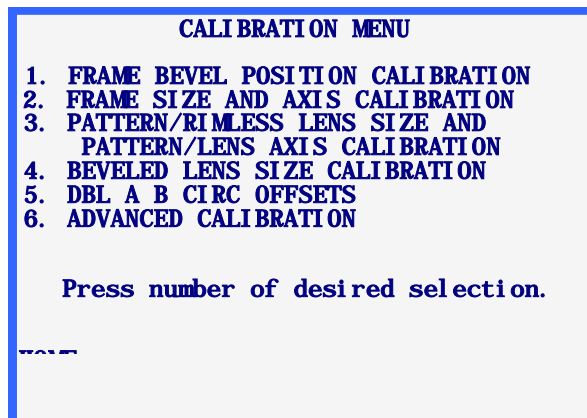 CALIBRATION MENU
1. FRAME BEVEL POSITION CALIBRATION
2. FRAME SIZE AND AXIS CALIBRATION
3. PATTERN/RIMLESS LENS SIZE AND
PATTERN/LENS AXIS CALIBRATION
4. BEVELED LENS SIZE CALIBRATION
5. DBL A B CIRC OFFSETS
6. ADVANCED CALIBRATION
Press number of desired selection.